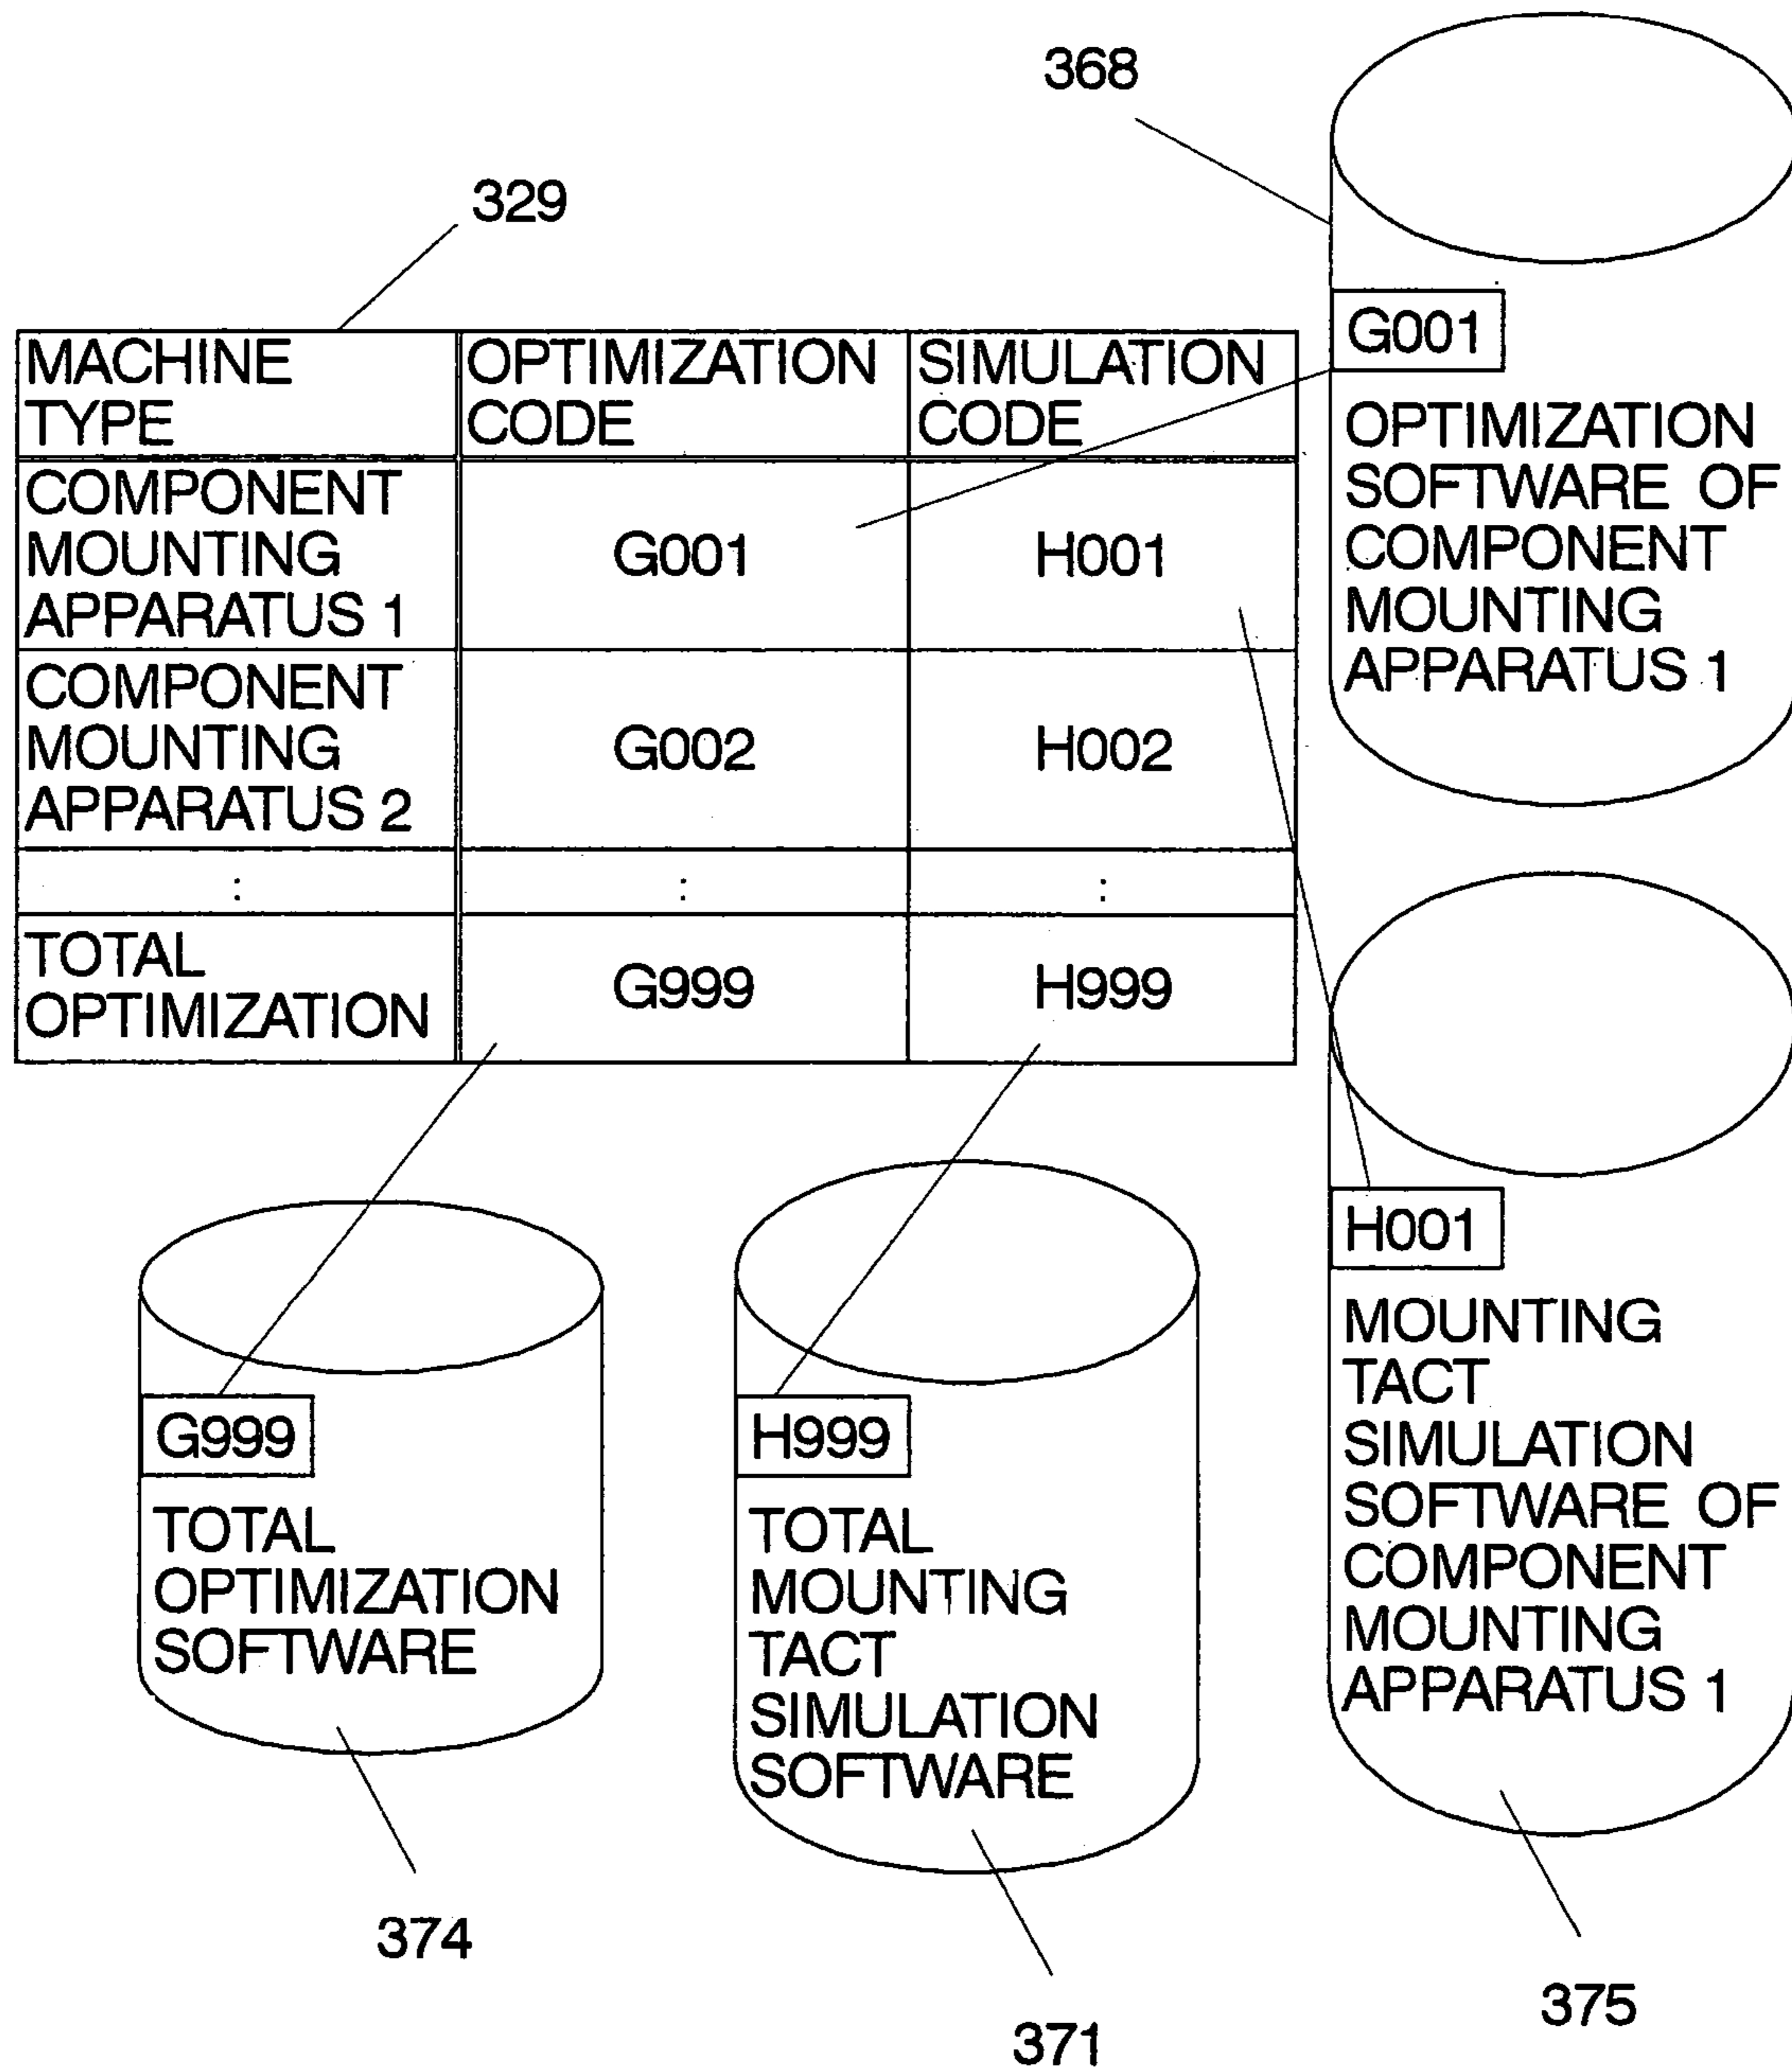 368
329
MACHINE
TYPE
OPTIMIZATION
CODE
SIMULATION
CODE
COMPONENT
MOUNTING
APPARATUS 1
G001
H001
COMPONENT
MOUNTING
APPARATUS 2
G002
H002
:
:
:
TOTAL
OPTIMIZATION
G999
H999
G001
OPTIMIZATION
SOFTWARE OF
COMPONENT
MOUNTING
APPARATUS 1
G999
TOTAL
OPTIMIZATION
SOFTWARE
374
H999
TOTAL
MOUNTING
TACT
SIMULATION
SOFTWARE
371
H001
MOUNTING
TACT
SIMULATION
SOFTWARE OF
COMPONENT
MOUNTING
APPARATUS 1
375